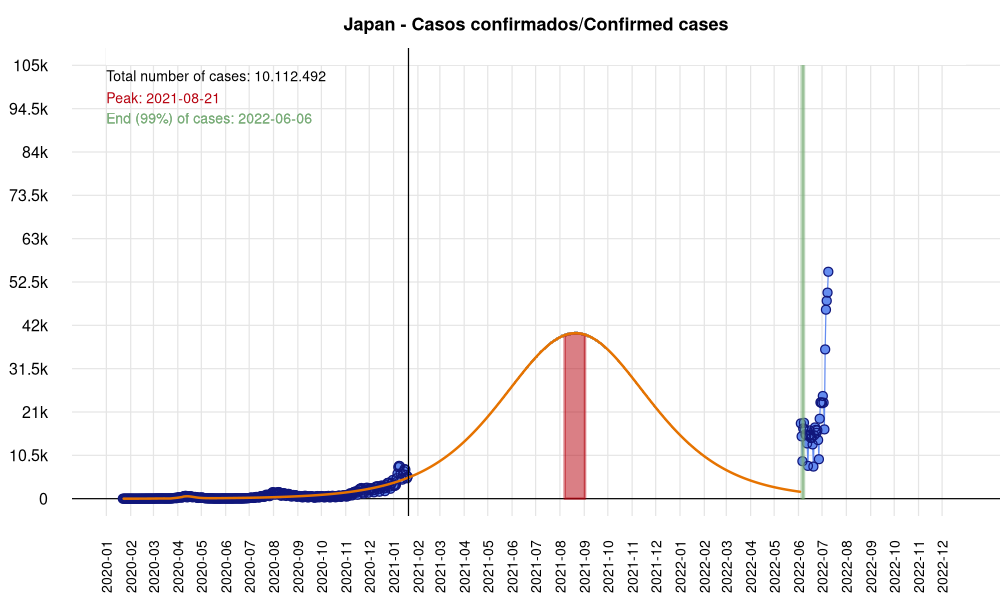 Japan - Casos confirmados/Confirmed cases
Total number of cases: 10.112.492
Peak: 2021-08-21
End (99%) of cases: 2022-06-06
105k
94.5k
84k
73.5k
63k
52.5k
42k
31.5k
21k
10.5k
0
2020-01
2020-02
2020-03
2020-04
2020-05
2020-06
2020-07
2020-08
2020-09
2020-10
2020-11
2020-12
2021-01
2021-02
2021-03
2021-04
2021-05
2021-06
2021-07
2021-08
2021-09
2021-10
2021-11
2021-12
2022-01
2022-02
2022-03
2022-04
2022-05
2022-06
2022-07
2022-08
2022-09
2022-10
2022-11
2022-12